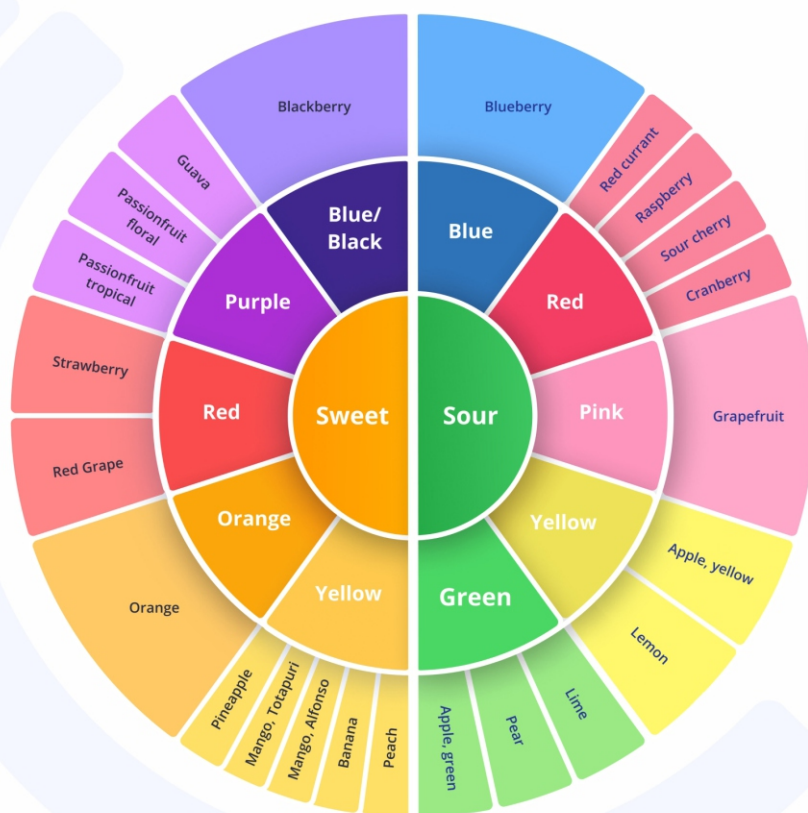 Blackberry
Blueberry
Guava
Passionfruit
floral
Passionfruit
tropical
Strawberry
Red Grape
Orange
Pineapple
Mango, Totapuri
Mango, Alfonso
Banana
Peach
Blue/
Black
Purple
Red
Orange
Yellow
Sweet
Sour
Blue
Red
Pink
Yellow
Green
Red currant
Raspberry
Sour cherry
Cranberry
Grapefruit
Apple, yellow
Lemon
Lime
Pear
Apple, green